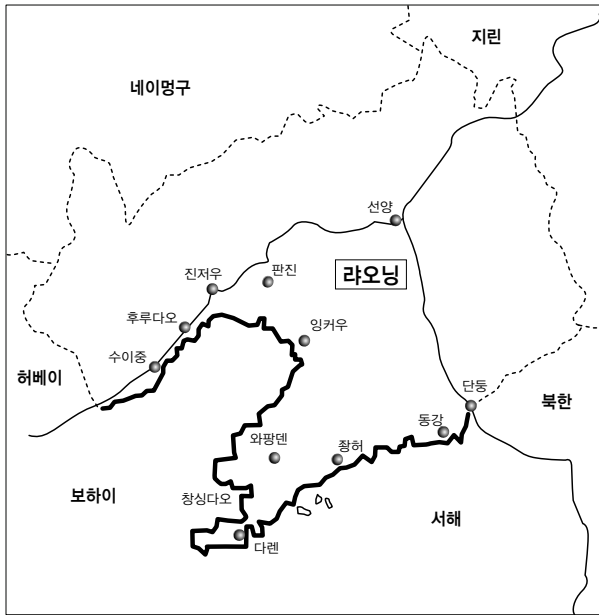 지린
네이멍구
선양
진저우
판진
랴오닝
후루다오
잉커우
수이중
허베이
단둥
북한
동강
와팡뎬
좡허
보하이
창싱다오
서해
다롄